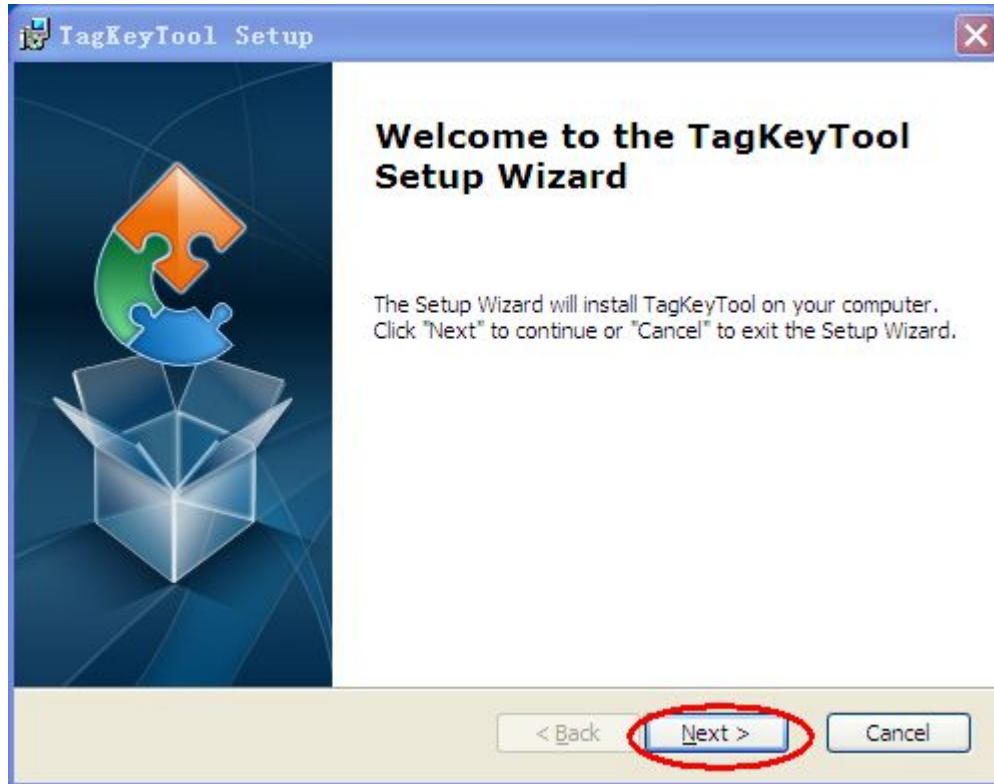 TagKeyTool Setup
Welcome to the TagKeyTool
Setup Wizard
The Setup Wizard will install TagKeyTool on your computer.
Click "Next" to continue or "Cancel" to exit the Setup Wizard.
< Back Next > Cancel